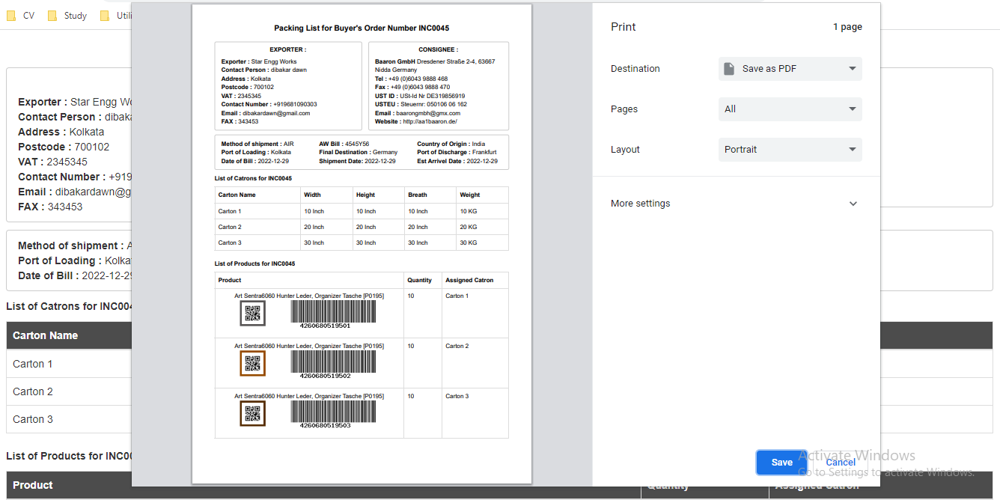 CV
Study
Utili
Exporter : Star Engg Wo
Contact Person : dibaka
Address : Kolkata
Postcode : 700102
VAT : 2345345
Contact Number : +919
Email : dibakardawn@g
FAX : 343453
Method of shipment : A
Port of Loading : Kolka
Date of Bill : 2022-12-29
List of Catrons for INC004
Carton Name
Carton 1
Carton 2
Carton 3
List of Products for INC00
Product
Quantity
Assigned Catron
Packing List for Buyer's Order Number INC0045
EXPORTER :
Exporter : Star Engg Works
Contact Person : dibakar dawn
Address : Kolkata
Postcode : 700102
VAT : 2345345
Contact Number : +919681090303
Email : dibakardawn@gmail.com
FAX : 343453
CONSIGNEE :
Baaron GmbH Dresdener Straße 2-4, 63667
Nidda Germany
Tel : +49 (0)6043 9888 468
Fax : +49 (0)6043 9888 470
UST ID : USt-Id Nr DE319856919
USTEU : Steuernr: 050106 06 162
Email : baarongmbh@gmx.com
Website : http://aa1baaron.de/
Method of shipment : AIR AW Bill : 4545Y56 Country of Origin : India
Port of Loading : Kolkata Final Destination : Germany Port of Discharge : Frankfurt
Date of Bill : 2022-12-29 Shipment Date: 2022-12-29 Est Arrivel Date : 2022-12-29
List of Catrons for INC0045
Carton Name Width Height Breath Weight
Carton 1 10 Inch 10 Inch 10 Inch 10 KG
Carton 2 20 Inch 20 Inch 20 Inch 20 KG
Carton 3 30 Inch 30 Inch 30 Inch 30 KG
List of Products for INC0045
Product Quantity Assigned Catron
Art Sentra6060 Hunter Leder, Organizer Tasche [P0195] 10 Carton 1
4260680519501
Art Sentra6060 Hunter Leder, Organizer Tasche [P0195] 10 Carton 2
4260680519502
Art Sentra6060 Hunter Leder, Organizer Tasche [P0195] 10 Carton 3
4260680519503
Print 1 page
Destination Save as PDF
Pages All
Layout Portrait
More settings
Save Cancel
Activate Windows
Go to Settings to activate Windows.